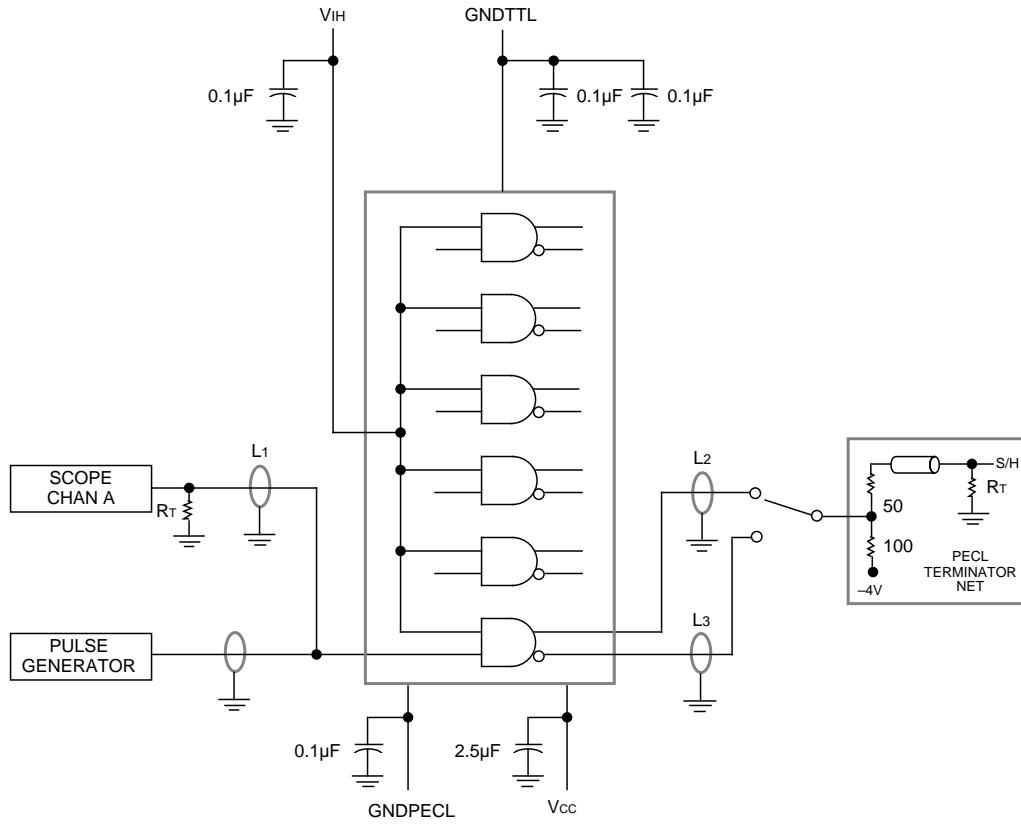 VIH
GNDTTL
0.1µF
0.1µF
0.1µF
L1
SCOPE
CHAN A
RT
L2
S/H
RT
50
100
–4V
PECL
TERMINATOR
NET
L3
PULSE
GENERATOR
0.1µF
2.5µF
GNDPECL
VCC